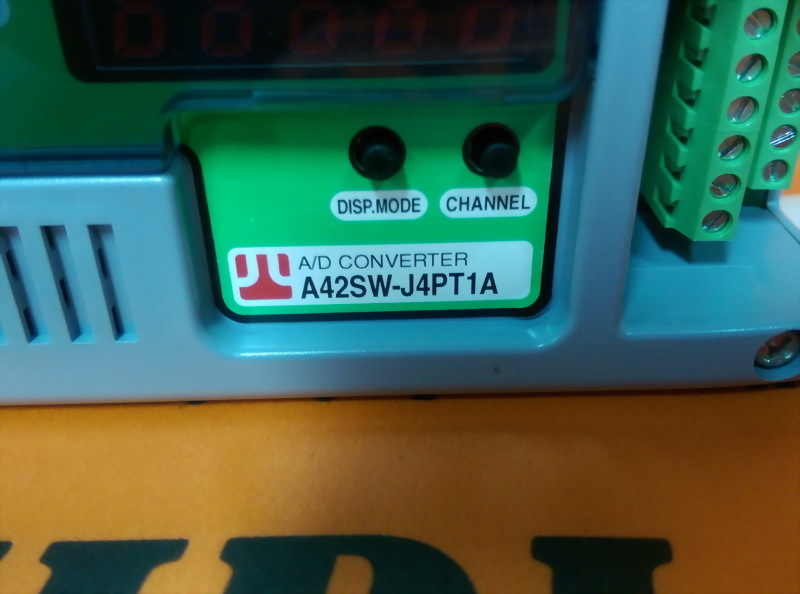 DISP.MODE CHANNEL
A/D CONVERTER
A42SW-J4PT1A